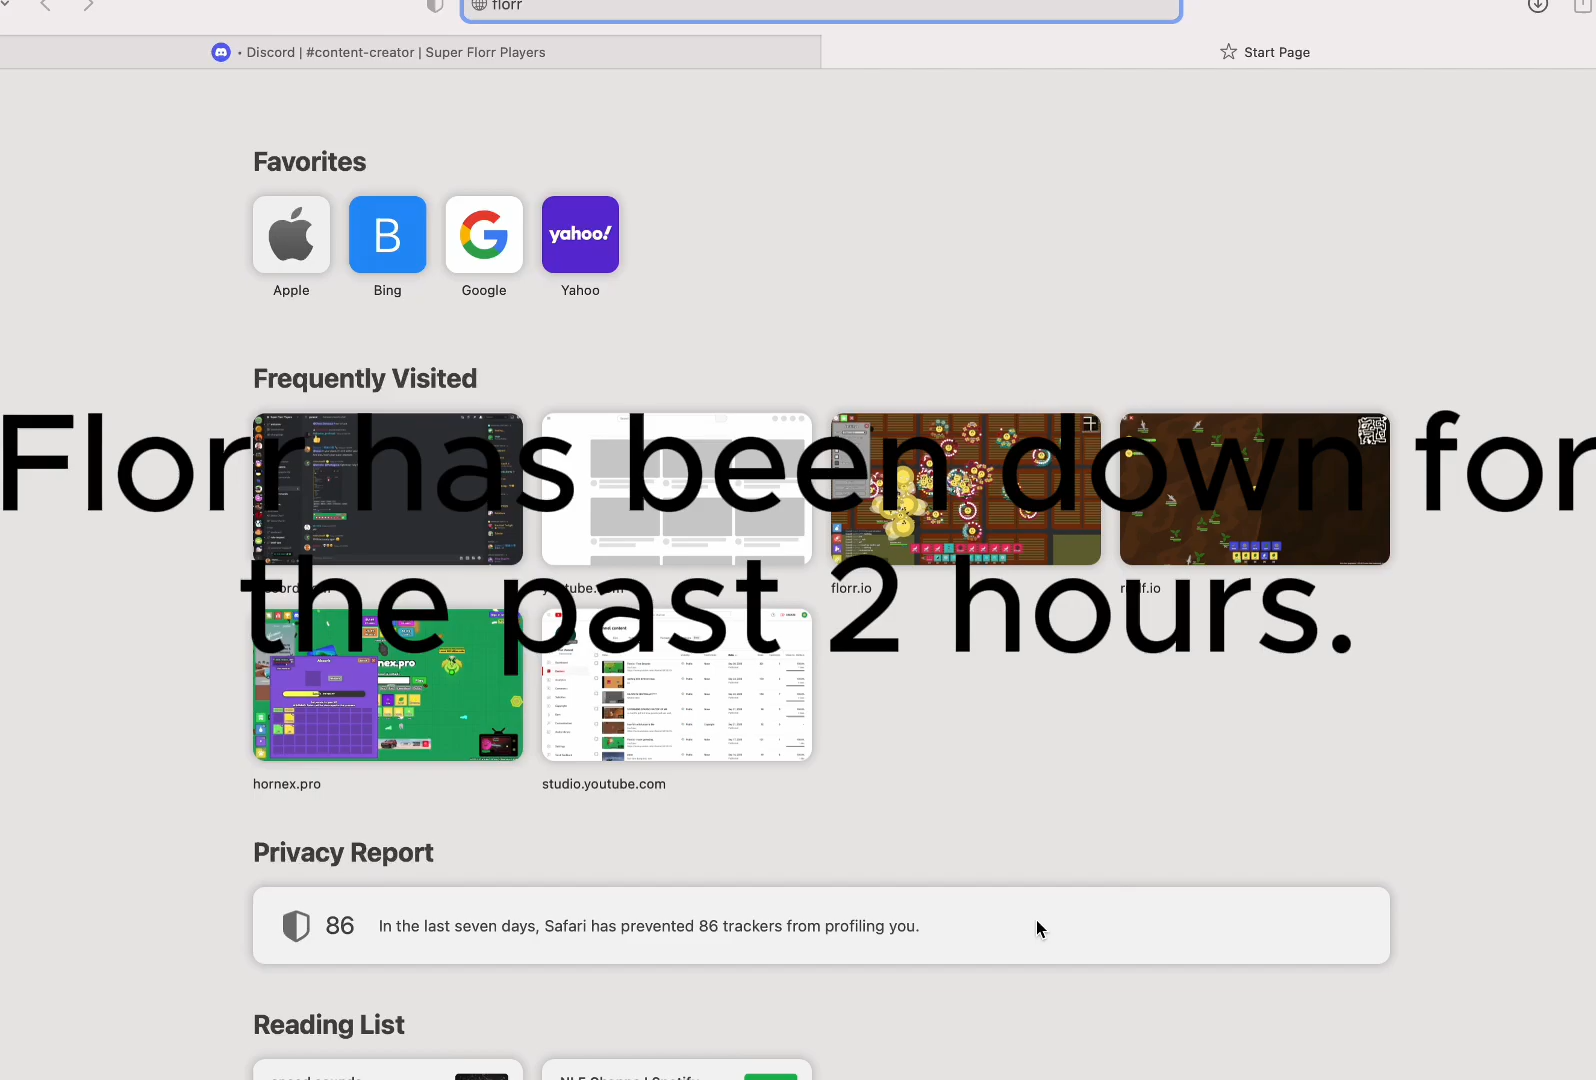 florr
• Discord | #content-creator | Super Florr Players
Start Page
Favorites
B
yahoo!
Apple
Bing
Google
Yahoo
Frequently Visited
Florr has been down for
florr.io
the past 2 hours.
hornex.pro
studio.youtube.com
Privacy Report
86
In the last seven days, Safari has prevented 86 trackers from profiling you.
Reading List